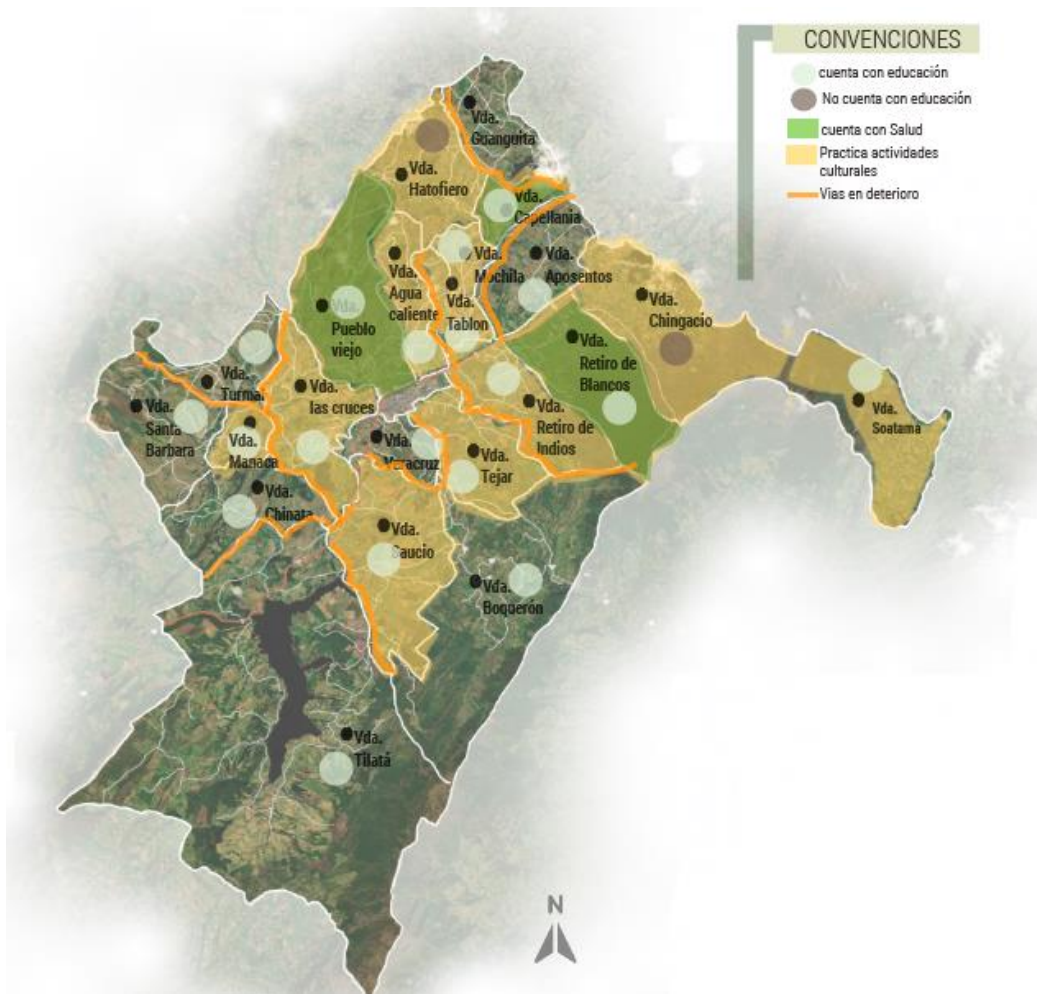 CONVENCIONES
cuenta con educación
No cuenta con educación
cuenta con Salud
Practica actividades
culturales
Vias en deterioro
Vda.
Guanguita
Vda.
Hatofiero
Vda.
Capellania
Vda.
Mochila
Vda.
Aposentos
Vda.
Agua
caliente
Vda.
Tablon
Vda.
Chingacio
Vda.
Pueblo
viejo
Vda.
Retiro de
Blancos
Vda.
Turmal
Vda.
las cruces
Vda.
Soatama
Vda.
Santa
Barbara
Vda.
Retiro de
Indios
Vda.
Manaca
Vda.
Veracruz
Vda.
Tejar
Vda.
Chinata
Vda.
Saucio
Vda.
Boquerón
Vda.
Tilatá
N